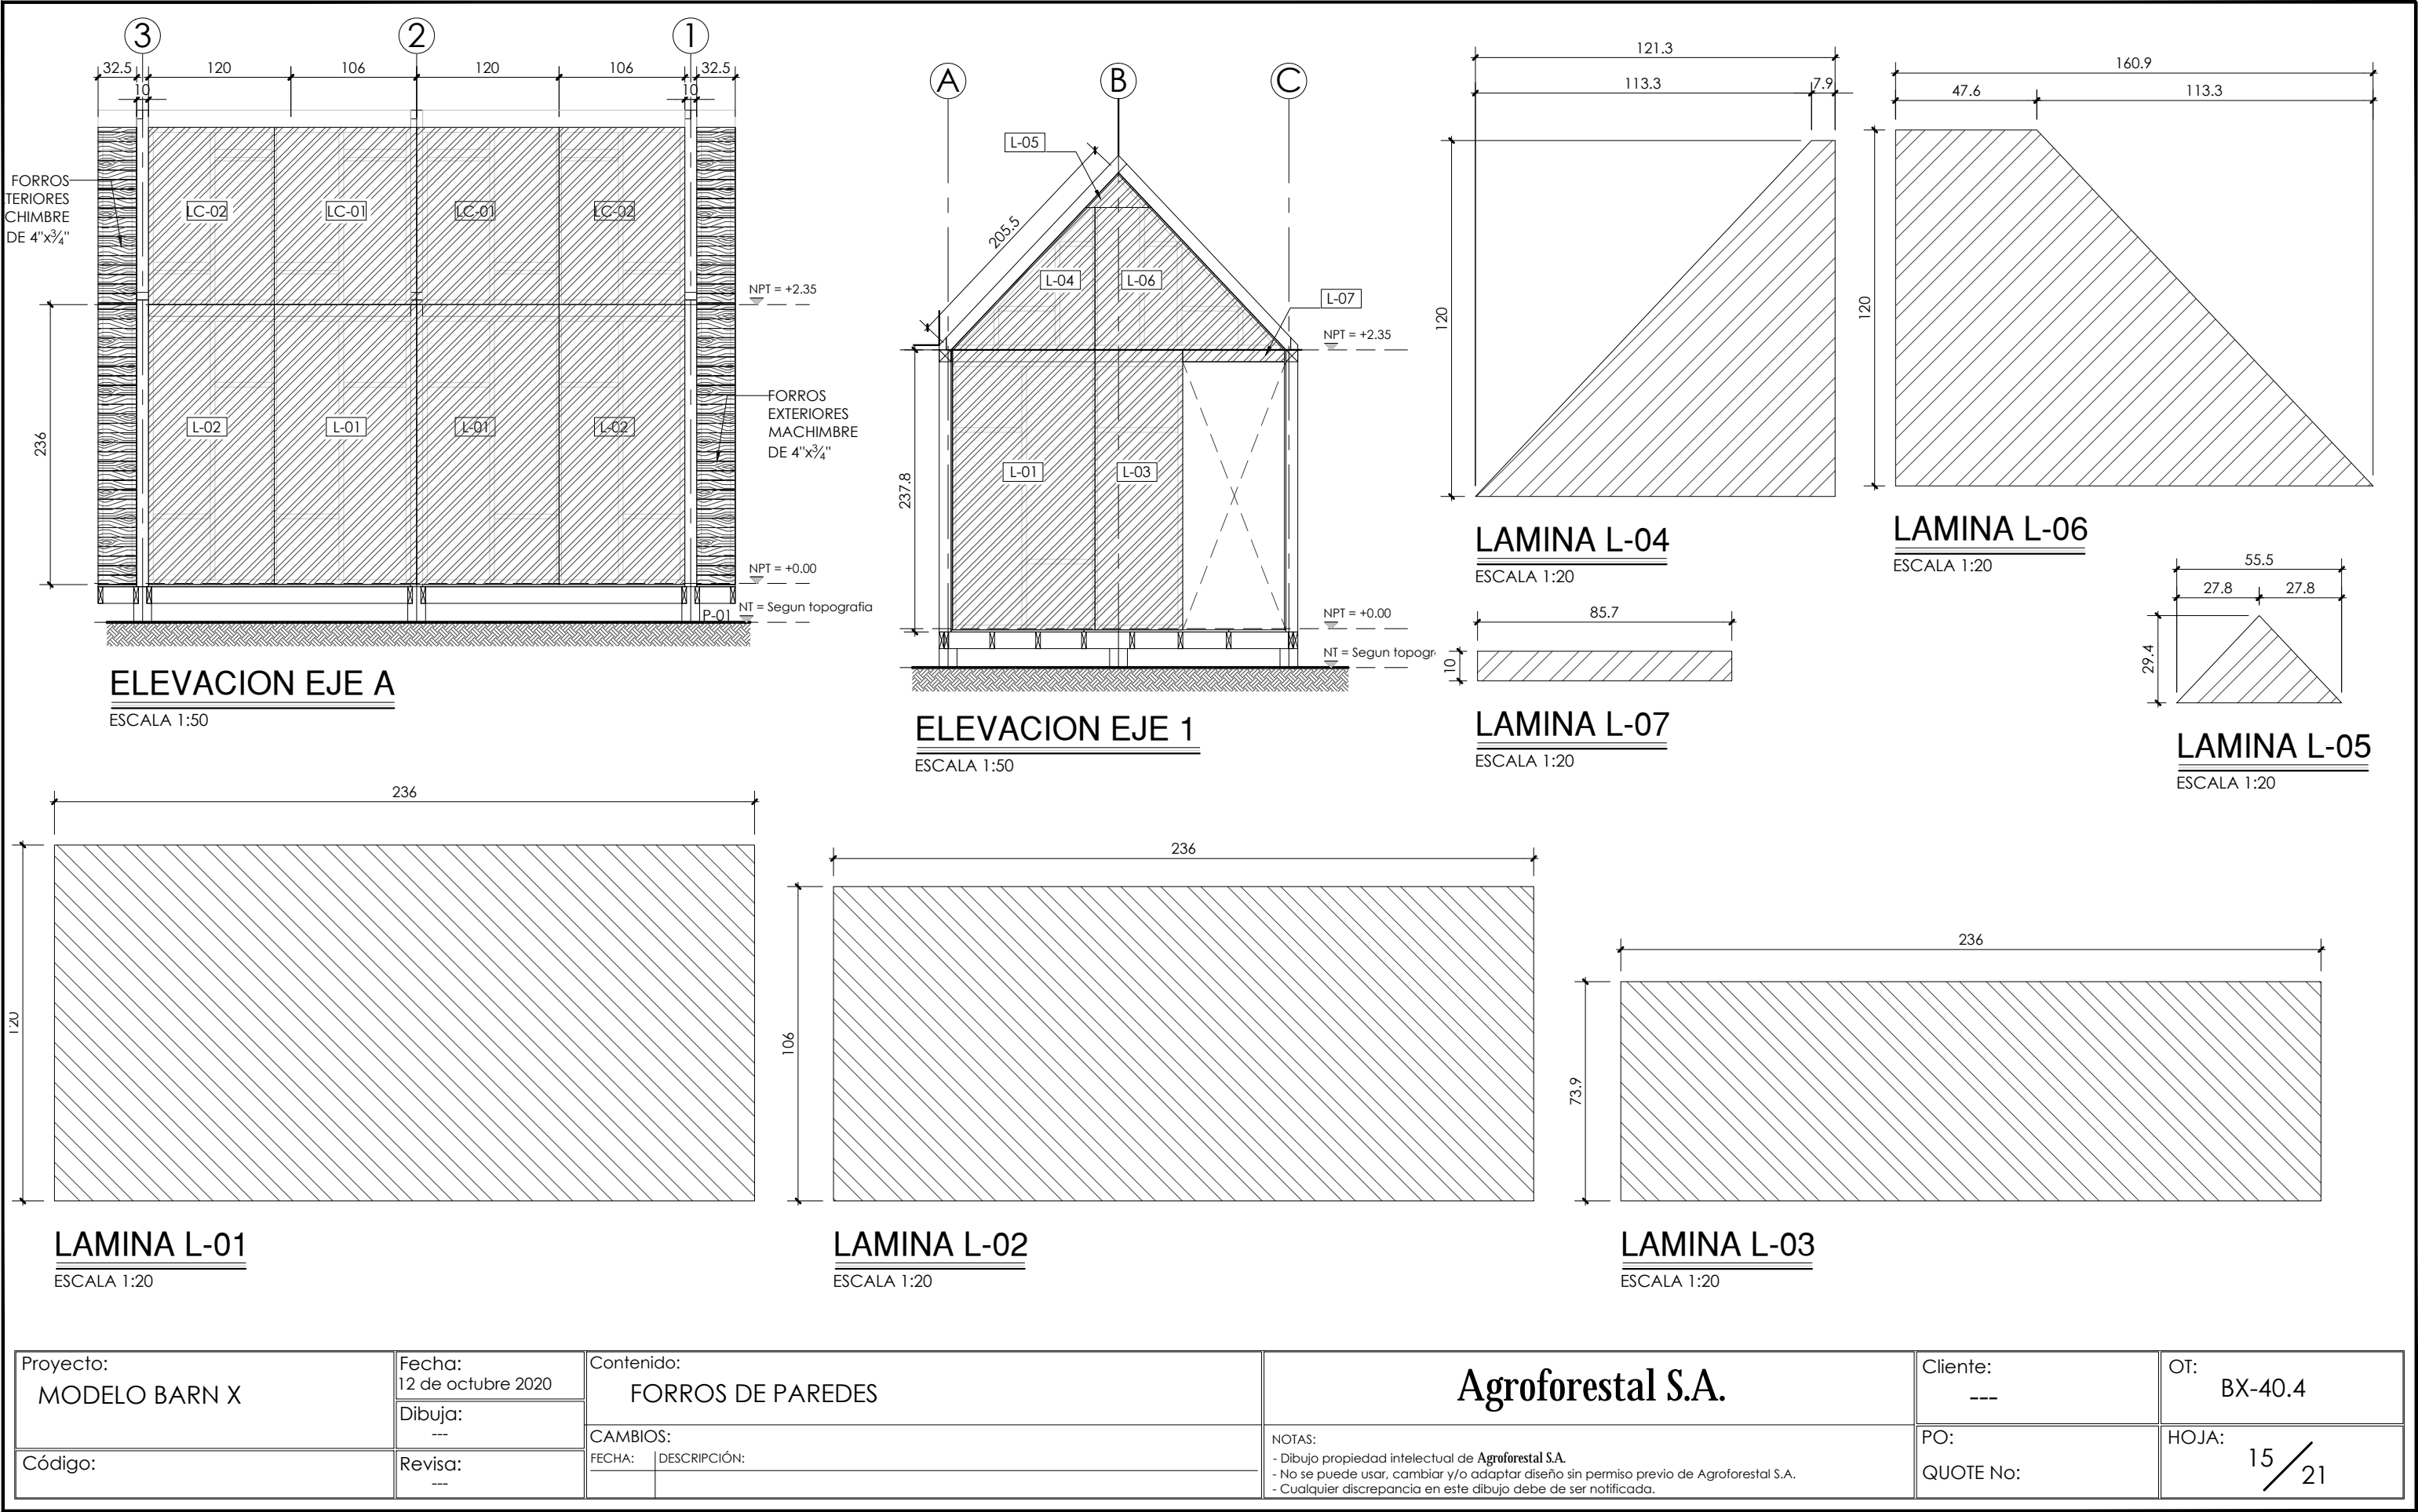 3
2
1
32.5
120
106
120
106
32.5
10
10
FORROS
TERIORES
CHIMBRE
DE 4"x¾"
LC-02
LC-01
LC-01
LC-02
NPT = +2.35
L-02
L-01
L-01
L-02
236
FORROS
EXTERIORES
MACHIMBRE
DE 4"x¾"
NPT = +0.00
P-01
NT = Segun topografia
ELEVACION EJE A
ESCALA 1:50
A
B
C
L-05
205.5
L-04
L-06
L-07
NPT = +2.35
237.8
L-01
L-03
NPT = +0.00
NT = Segun topogr
ELEVACION EJE 1
ESCALA 1:50
121.3
113.3
7.9
120
LAMINA L-04
ESCALA 1:20
160.9
47.6
113.3
120
LAMINA L-06
ESCALA 1:20
85.7
10
LAMINA L-07
ESCALA 1:20
55.5
27.8
27.8
29.4
LAMINA L-05
ESCALA 1:20
236
120
LAMINA L-01
ESCALA 1:20
236
106
LAMINA L-02
ESCALA 1:20
236
73.9
LAMINA L-03
ESCALA 1:20
Proyecto:
MODELO BARN X
Código:
Fecha:
12 de octubre 2020
Dibuja:
---
Revisa:
---
Contenido:
FORROS DE PAREDES
CAMBIOS:
FECHA:
DESCRIPCIÓN:
Agroforestal S.A.
NOTAS:
- Dibujo propiedad intelectual de Agroforestal S.A.
- No se puede usar, cambiar y/o adaptar diseño sin permiso previo de Agroforestal S.A.
- Cualquier discrepancia en este dibujo debe de ser notificada.
Cliente:
---
PO:
QUOTE No:
OT:
BX-40.4
HOJA:
15/21